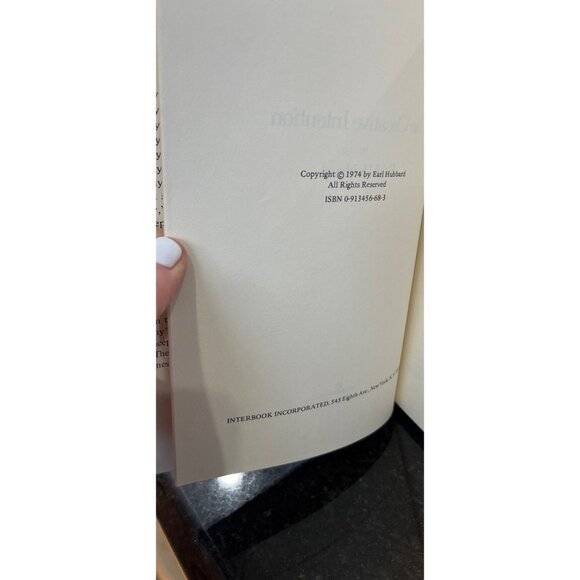 Copyright © 1974 by Earl Hubbard
All Rights Reserved
ISBN 0-913456-68-3
INTERBOOK INCORPORATED, 545 Eighth Ave., New York, N. Y.